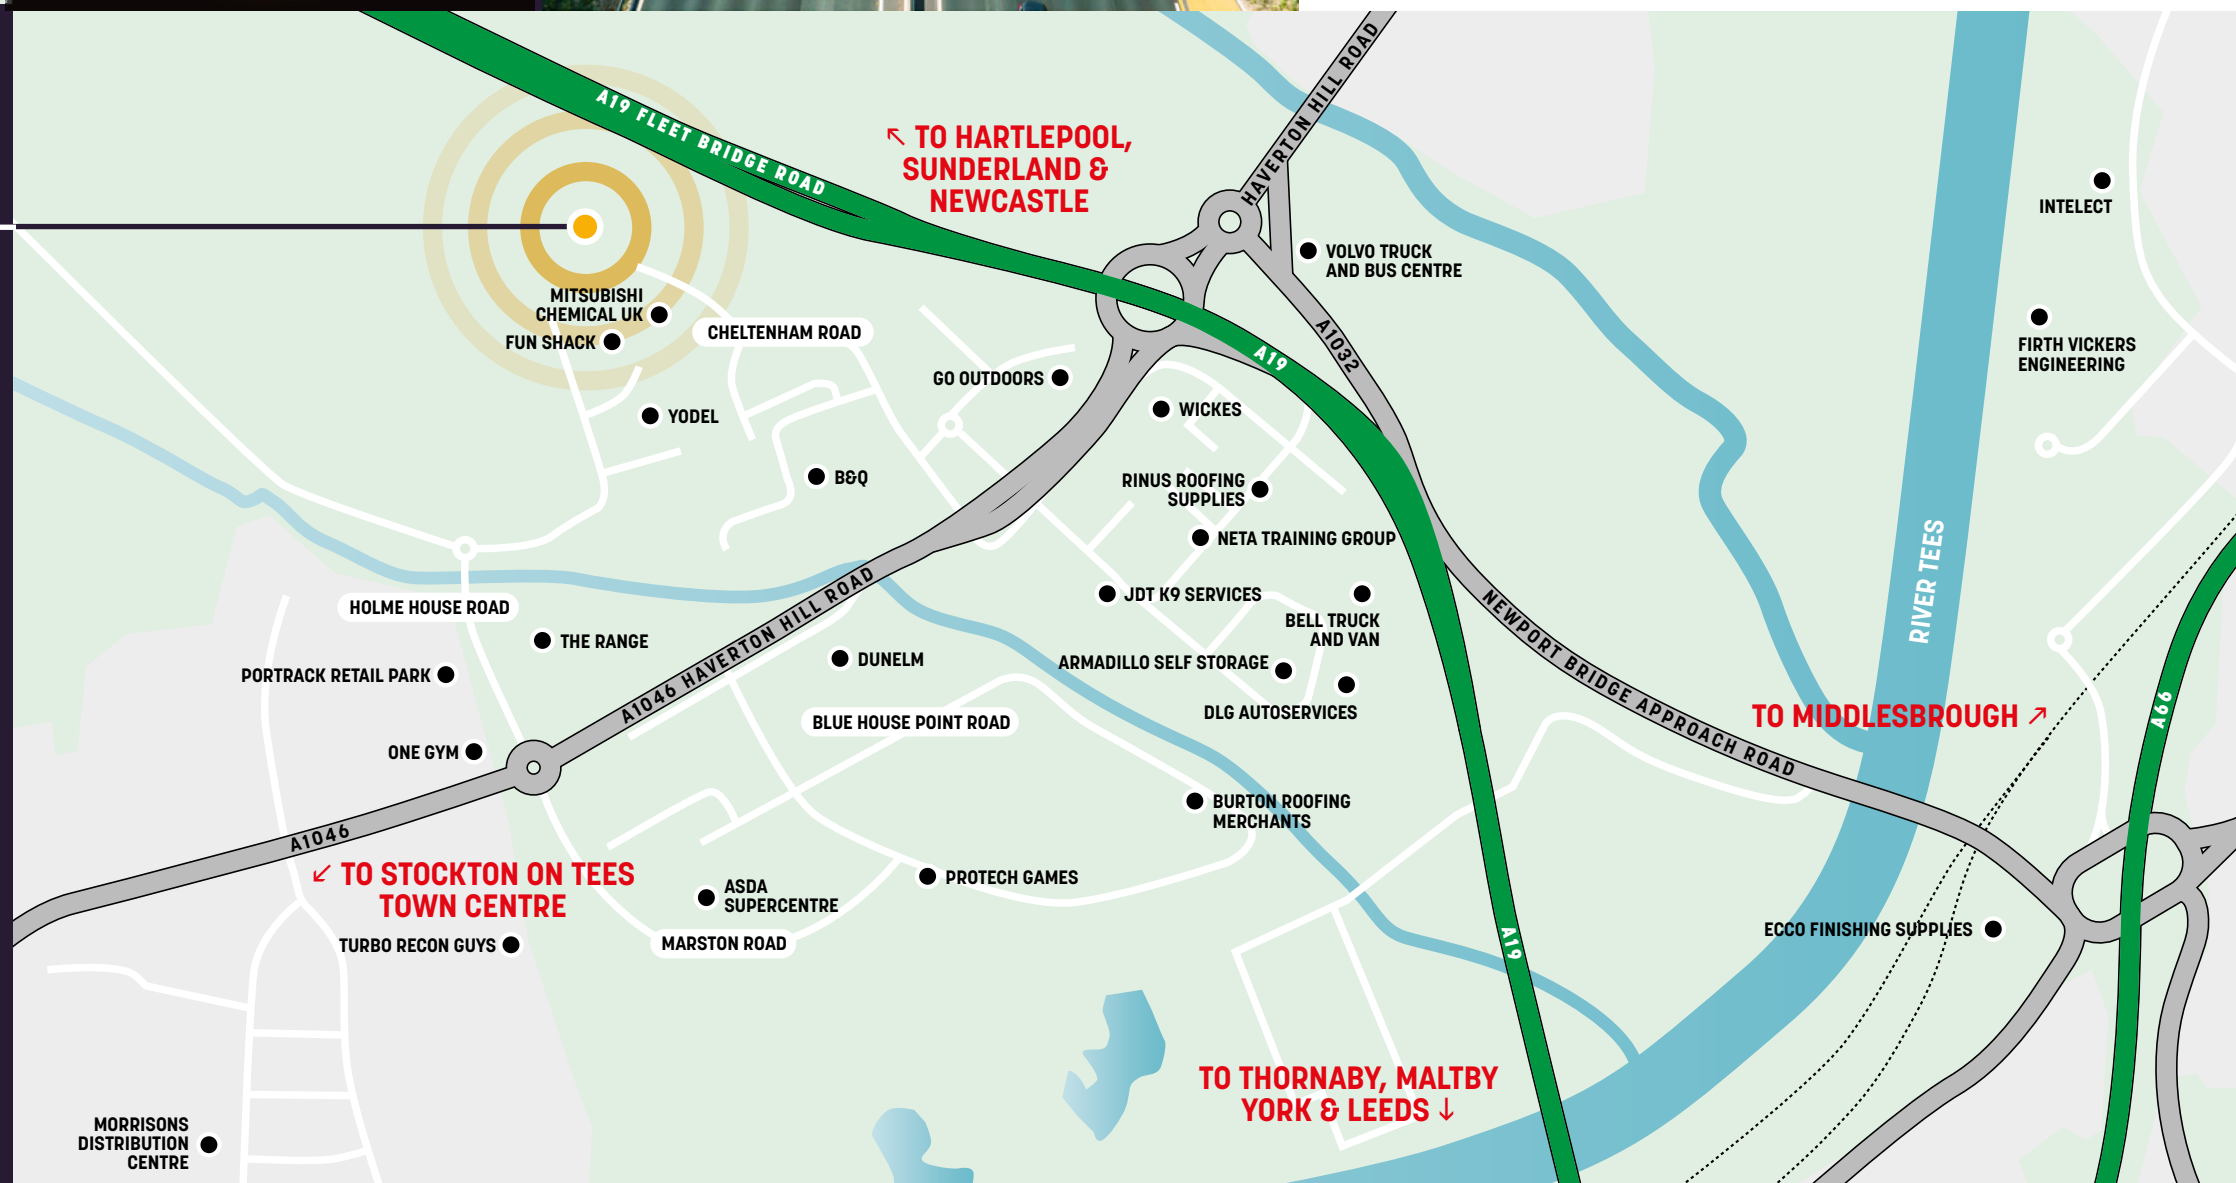 A19 FLEET BRIDGE ROAD
↖ TO HARTLEPOOL,
SUNDERLAND &
NEWCASTLE
HAVERTON HILL ROAD
INTELECT
VOLVO TRUCK
AND BUS CENTRE
MITSUBISHI
CHEMICAL UK
FUN SHACK
CHELTENHAM ROAD
A19
A1032
FIRTH VICKERS
ENGINEERING
GO OUTDOORS
WICKES
YODEL
B&Q
RINUS ROOFING
SUPPLIES
NETA TRAINING GROUP
RIVER TEES
HOLME HOUSE ROAD
JDT K9 SERVICES
BELL TRUCK
AND VAN
THE RANGE
A1046 HAVERTON HILL ROAD
DUNELM
ARMADILLO SELF STORAGE
PORTRACK RETAIL PARK
NEWPORT BRIDGE APPROACH ROAD
DLG AUTOSERVICES
TO MIDDLESBROUGH ↗
A66
BLUE HOUSE POINT ROAD
ONE GYM
BURTON ROOFING
MERCHANTS
A1046
↙ TO STOCKTON ON TEES
TOWN CENTRE
ASDA
SUPERCENTRE
PROTECH GAMES
ECCO FINISHING SUPPLIES
A19
TURBO RECON GUYS
MARSTON ROAD
TO THORNABY, MALTBY
YORK & LEEDS ↓
MORRISONS
DISTRIBUTION
CENTRE